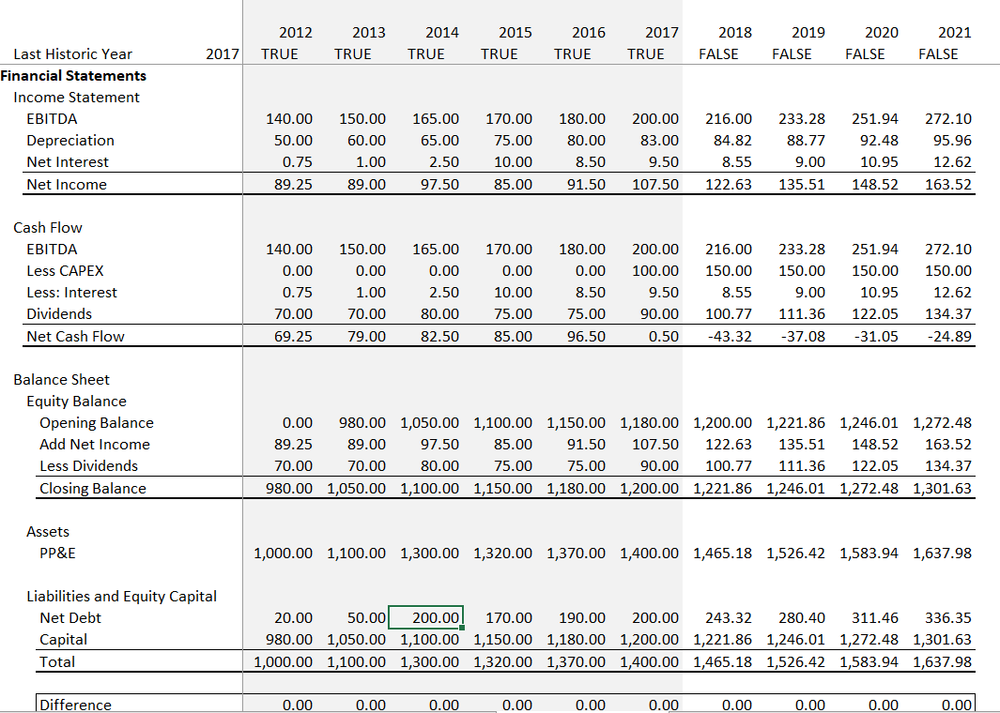 2012 2013 2014 2015 2016 2017 2018 2019 2020 2021
Last Historic Year 2017 TRUE TRUE TRUE TRUE TRUE TRUE FALSE FALSE FALSE FALSE
Financial Statements
Income Statement
EBITDA 140.00 150.00 165.00 170.00 180.00 200.00 216.00 233.28 251.94 272.10
Depreciation 50.00 60.00 65.00 75.00 80.00 83.00 84.82 88.77 92.48 95.96
Net Interest 0.75 1.00 2.50 10.00 8.50 9.50 8.55 9.00 10.95 12.62
Net Income 89.25 89.00 97.50 85.00 91.50 107.50 122.63 135.51 148.52 163.52
Cash Flow
EBITDA 140.00 150.00 165.00 170.00 180.00 200.00 216.00 233.28 251.94 272.10
Less CAPEX 0.00 0.00 0.00 0.00 0.00 100.00 150.00 150.00 150.00 150.00
Less: Interest 0.75 1.00 2.50 10.00 8.50 9.50 8.55 9.00 10.95 12.62
Dividends 70.00 70.00 80.00 75.00 75.00 90.00 100.77 111.36 122.05 134.37
Net Cash Flow 69.25 79.00 82.50 85.00 96.50 0.50 -43.32 -37.08 -31.05 -24.89
Balance Sheet
Equity Balance
Opening Balance 0.00 980.00 1,050.00 1,100.00 1,150.00 1,180.00 1,200.00 1,221.86 1,246.01 1,272.48
Add Net Income 89.25 89.00 97.50 85.00 91.50 107.50 122.63 135.51 148.52 163.52
Less Dividends 70.00 70.00 80.00 75.00 75.00 90.00 100.77 111.36 122.05 134.37
Closing Balance 980.00 1,050.00 1,100.00 1,150.00 1,180.00 1,200.00 1,221.86 1,246.01 1,272.48 1,301.63
Assets
PP&E 1,000.00 1,100.00 1,300.00 1,320.00 1,370.00 1,400.00 1,465.18 1,526.42 1,583.94 1,637.98
Liabilities and Equity Capital
Net Debt 20.00 50.00 200.00 170.00 190.00 200.00 243.32 280.40 311.46 336.35
Capital 980.00 1,050.00 1,100.00 1,150.00 1,180.00 1,200.00 1,221.86 1,246.01 1,272.48 1,301.63
Total 1,000.00 1,100.00 1,300.00 1,320.00 1,370.00 1,400.00 1,465.18 1,526.42 1,583.94 1,637.98
Difference 0.00 0.00 0.00 0.00 0.00 0.00 0.00 0.00 0.00 0.00